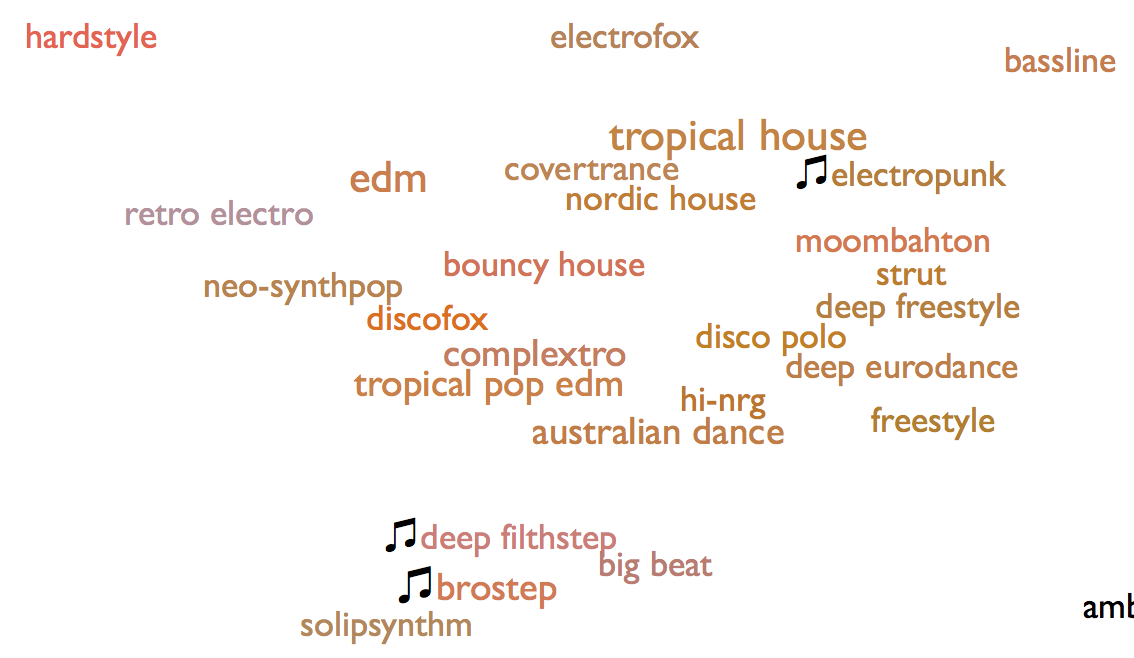 hardstyle
electrofox
bassline
tropical house
covertrance
edm
electropunk
nordic house
retro electro
moombahton
bouncy house
strut
neo-synthpop
deep freestyle
discofox
disco polo
complextro
deep eurodance
tropical pop edm
hi-nrg
freestyle
australian dance
deep filthstep
big beat
brostep
amb
solipsynthm